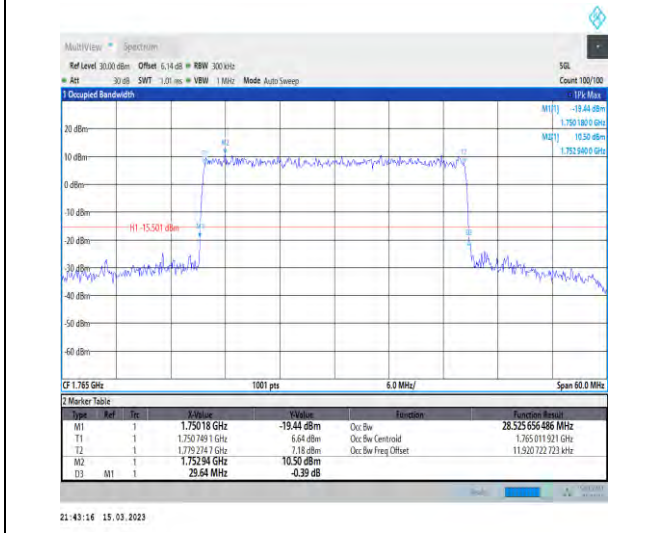 MultiView Spectrum
Ref Level 30.00 dBm Offset 6.14 dB RBW 300 kHz SGL
Att 30 dB SWT 1.01 ms VBW 1 MHz Mode Auto Sweep Count 100/100
1 Occupied Bandwidth 1Pk Max
M1[1] -19.44 dBm
1.750 180 0 GHz
M2[1] 10.50 dBm
1.752 940 0 GHz
20 dBm
M2
T1 T2
10 dBm
0 dBm
-10 dBm
H1 -15.501 dBm
M1
D3
-20 dBm
-30 dBm
-40 dBm
-50 dBm
-60 dBm
CF 1.765 GHz 1001 pts 6.0 MHz/ Span 60.0 MHz
2 Marker Table
Type Ref Trc X-Value Y-Value Function Function Result
M1 1 1.75018 GHz -19.44 dBm Occ Bw 28.525 656 486 MHz
T1 1 1.750 749 1 GHz 6.64 dBm Occ Bw Centroid 1.765 011 921 GHz
T2 1 1.779 274 7 GHz 7.18 dBm Occ Bw Freq Offset 11.920 722 723 kHz
M2 1 1.75294 GHz 10.50 dBm
D3 M1 1 29.64 MHz -0.39 dB
21:43:16 15.03.2023